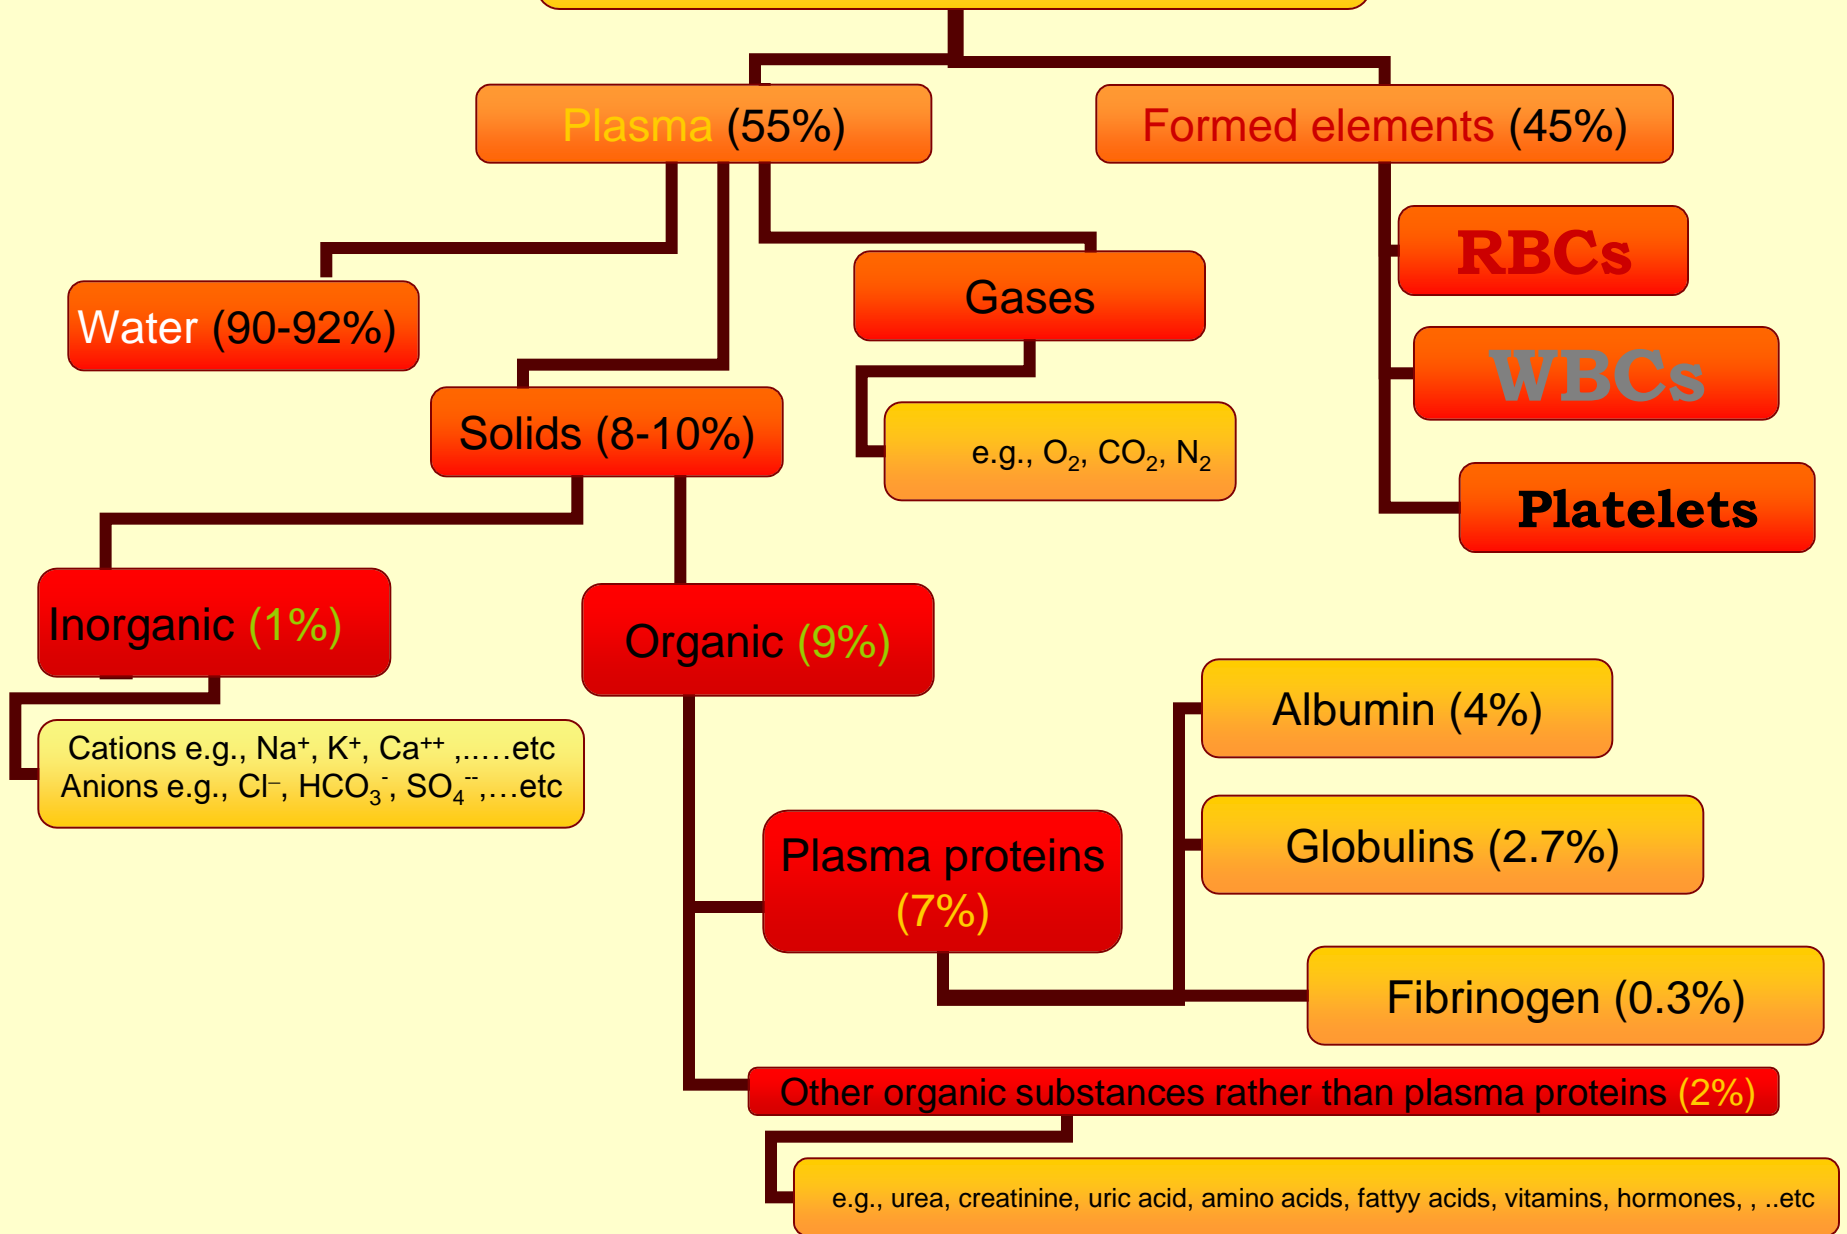 Plasma (55%)
Formed elements (45%)
RBCs
WBCs
Platelets
Water (90-92%)
Gases
e.g., O₂, CO₂, N₂
Solids (8-10%)
Inorganic (1%)
Organic (9%)
Cations e.g., Na⁺, K⁺, Ca⁺⁺ ,.....etc
Anions e.g., Cl⁻, HCO₃⁻, SO₄⁻⁻,...etc
Albumin (4%)
Globulins (2.7%)
Plasma proteins
(7%)
Fibrinogen (0.3%)
Other organic substances rather than plasma proteins (2%)
e.g., urea, creatinine, uric acid, amino acids, fattyy acids, vitamins, hormones, , ..etc